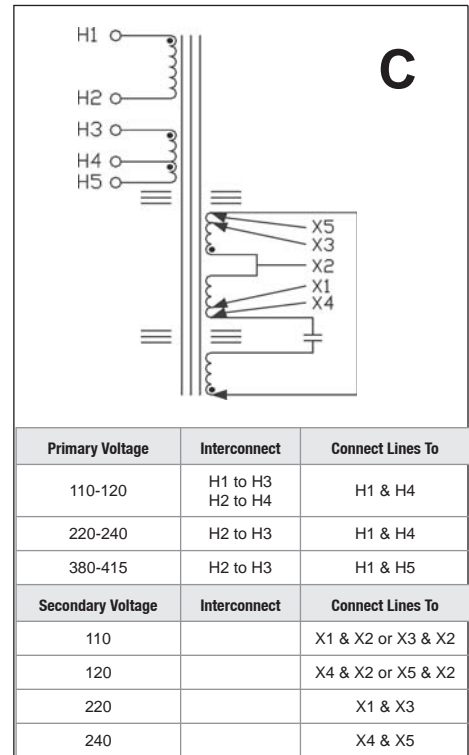 H1
C
H2
H3
H4
H5
X5
X3
X2
X1
X4
Primary Voltage Interconnect Connect Lines To
110-120 H1 to H3 H1 & H4
H2 to H4
220-240 H2 to H3 H1 & H4
380-415 H2 to H3 H1 & H5
Secondary Voltage Interconnect Connect Lines To
110 X1 & X2 or X3 & X2
120 X4 & X2 or X5 & X2
220 X1 & X3
240 X4 & X5